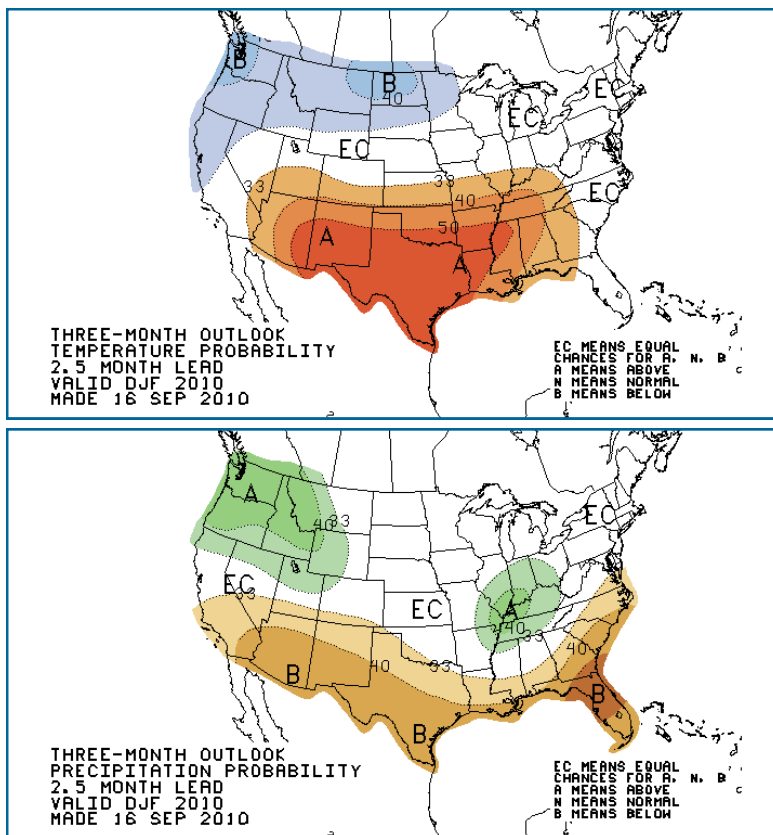 B
B
40
EC
EC
EC
EC
33
33
40
50
A
A
THREE-MONTH OUTLOOK
TEMPERATURE PROBABILITY
2.5 MONTH LEAD
VALID DJF 2010
MADE 16 SEP 2010
EC MEANS EQUAL
CHANCES FOR A, N, B
A MEANS ABOVE
N MEANS NORMAL
B MEANS BELOW
A
40
33
EC
EC
33
EC
A
40
33
40
B
40
33
B
B
THREE-MONTH OUTLOOK
PRECIPITATION PROBABILITY
2.5 MONTH LEAD
VALID DJF 2010
MADE 16 SEP 2010
EC MEANS EQUAL
CHANCES FOR A, N, B
A MEANS ABOVE
N MEANS NORMAL
B MEANS BELOW